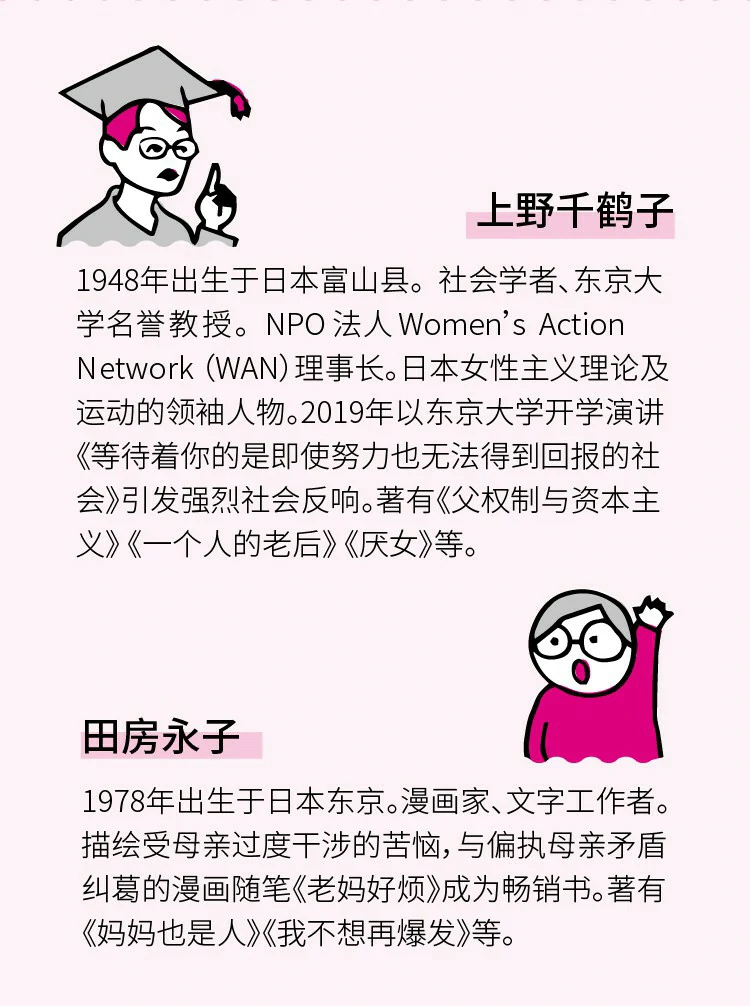 上野千鹤子
1948年出生于日本富山县。社会学者、东京大
学名誉教授。NPO法人Women's Action
Network（WAN）理事长。日本女性主义理论及
运动的领袖人物。2019年以东京大学开学演讲
《等待着你的是即使努力也无法得到回报的社
会》引发强烈社会反响。著有《父权制与资本主
义》《一个人的老后》《厌女》等。
田房永子
1978年出生于日本东京。漫画家、文字工作者。
描绘受母亲过度干涉的苦恼，与偏执母亲矛盾
纠葛的漫画随笔《老妈好烦》成为畅销书。著有
《妈妈也是人》《我不想再爆发》等。